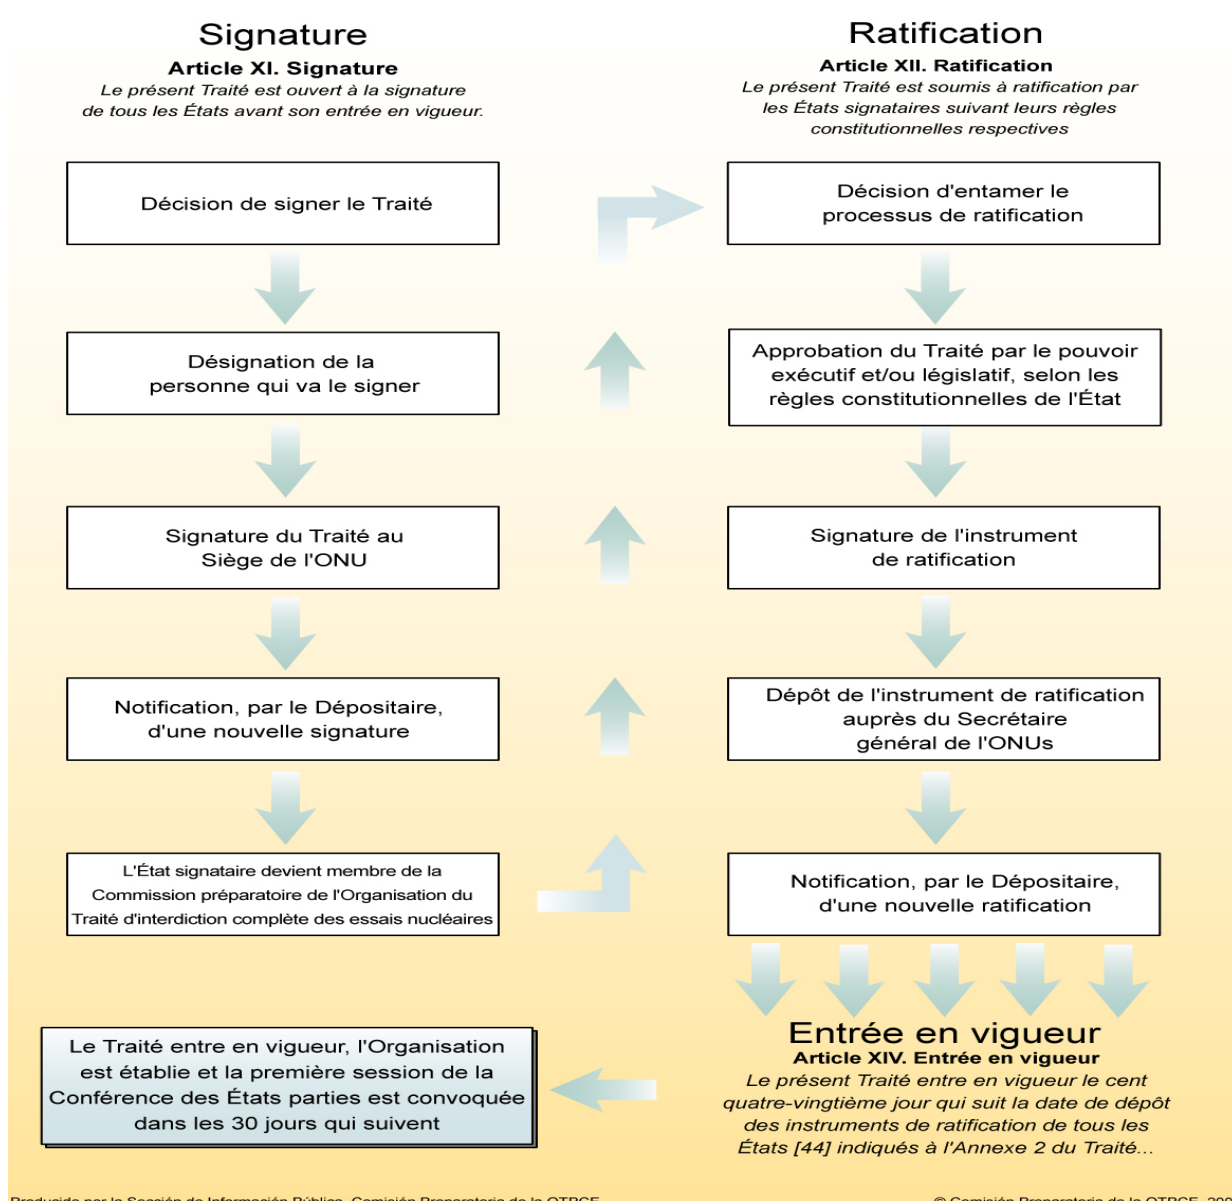 Signature
Article XI. Signature
Le présent Traité est ouvert à la signature
de tous les États avant son entrée en vigueur.
Décision de signer le Traité
Désignation de la
personne qui va le signer
Signature du Traité au
Siège de l'ONU
Notification, par le Dépositaire,
d'une nouvelle signature
L'État signataire devient membre de la
Commission préparatoire de l'Organisation du
Traité d'interdiction complète des essais nucléaires
Ratification
Article XII. Ratification
Le présent Traité est soumis à ratification par
les États signataires suivant leurs règles
constitutionnelles respectives
Décision d'entamer le
processus de ratification
Approbation du Traité par le pouvoir
exécutif et/ou législatif, selon les
règles constitutionnelles de l'État
Signature de l'instrument
de ratification
Dépôt de l'instrument de ratification
auprès du Secrétaire
général de l'ONUs
Notification, par le Dépositaire,
d'une nouvelle ratification
Entrée en vigueur
Article XIV. Entrée en vigueur
Le présent Traité entre en vigueur le cent
quatre-vingtième jour qui suit la date de dépôt
des instruments de ratification de tous les
États [44] indiqués à l'Annexe 2 du Traité...
Le Traité entre en vigueur, l'Organisation
est établie et la première session de la
Conférence des États parties est convoquée
dans les 30 jours qui suivent